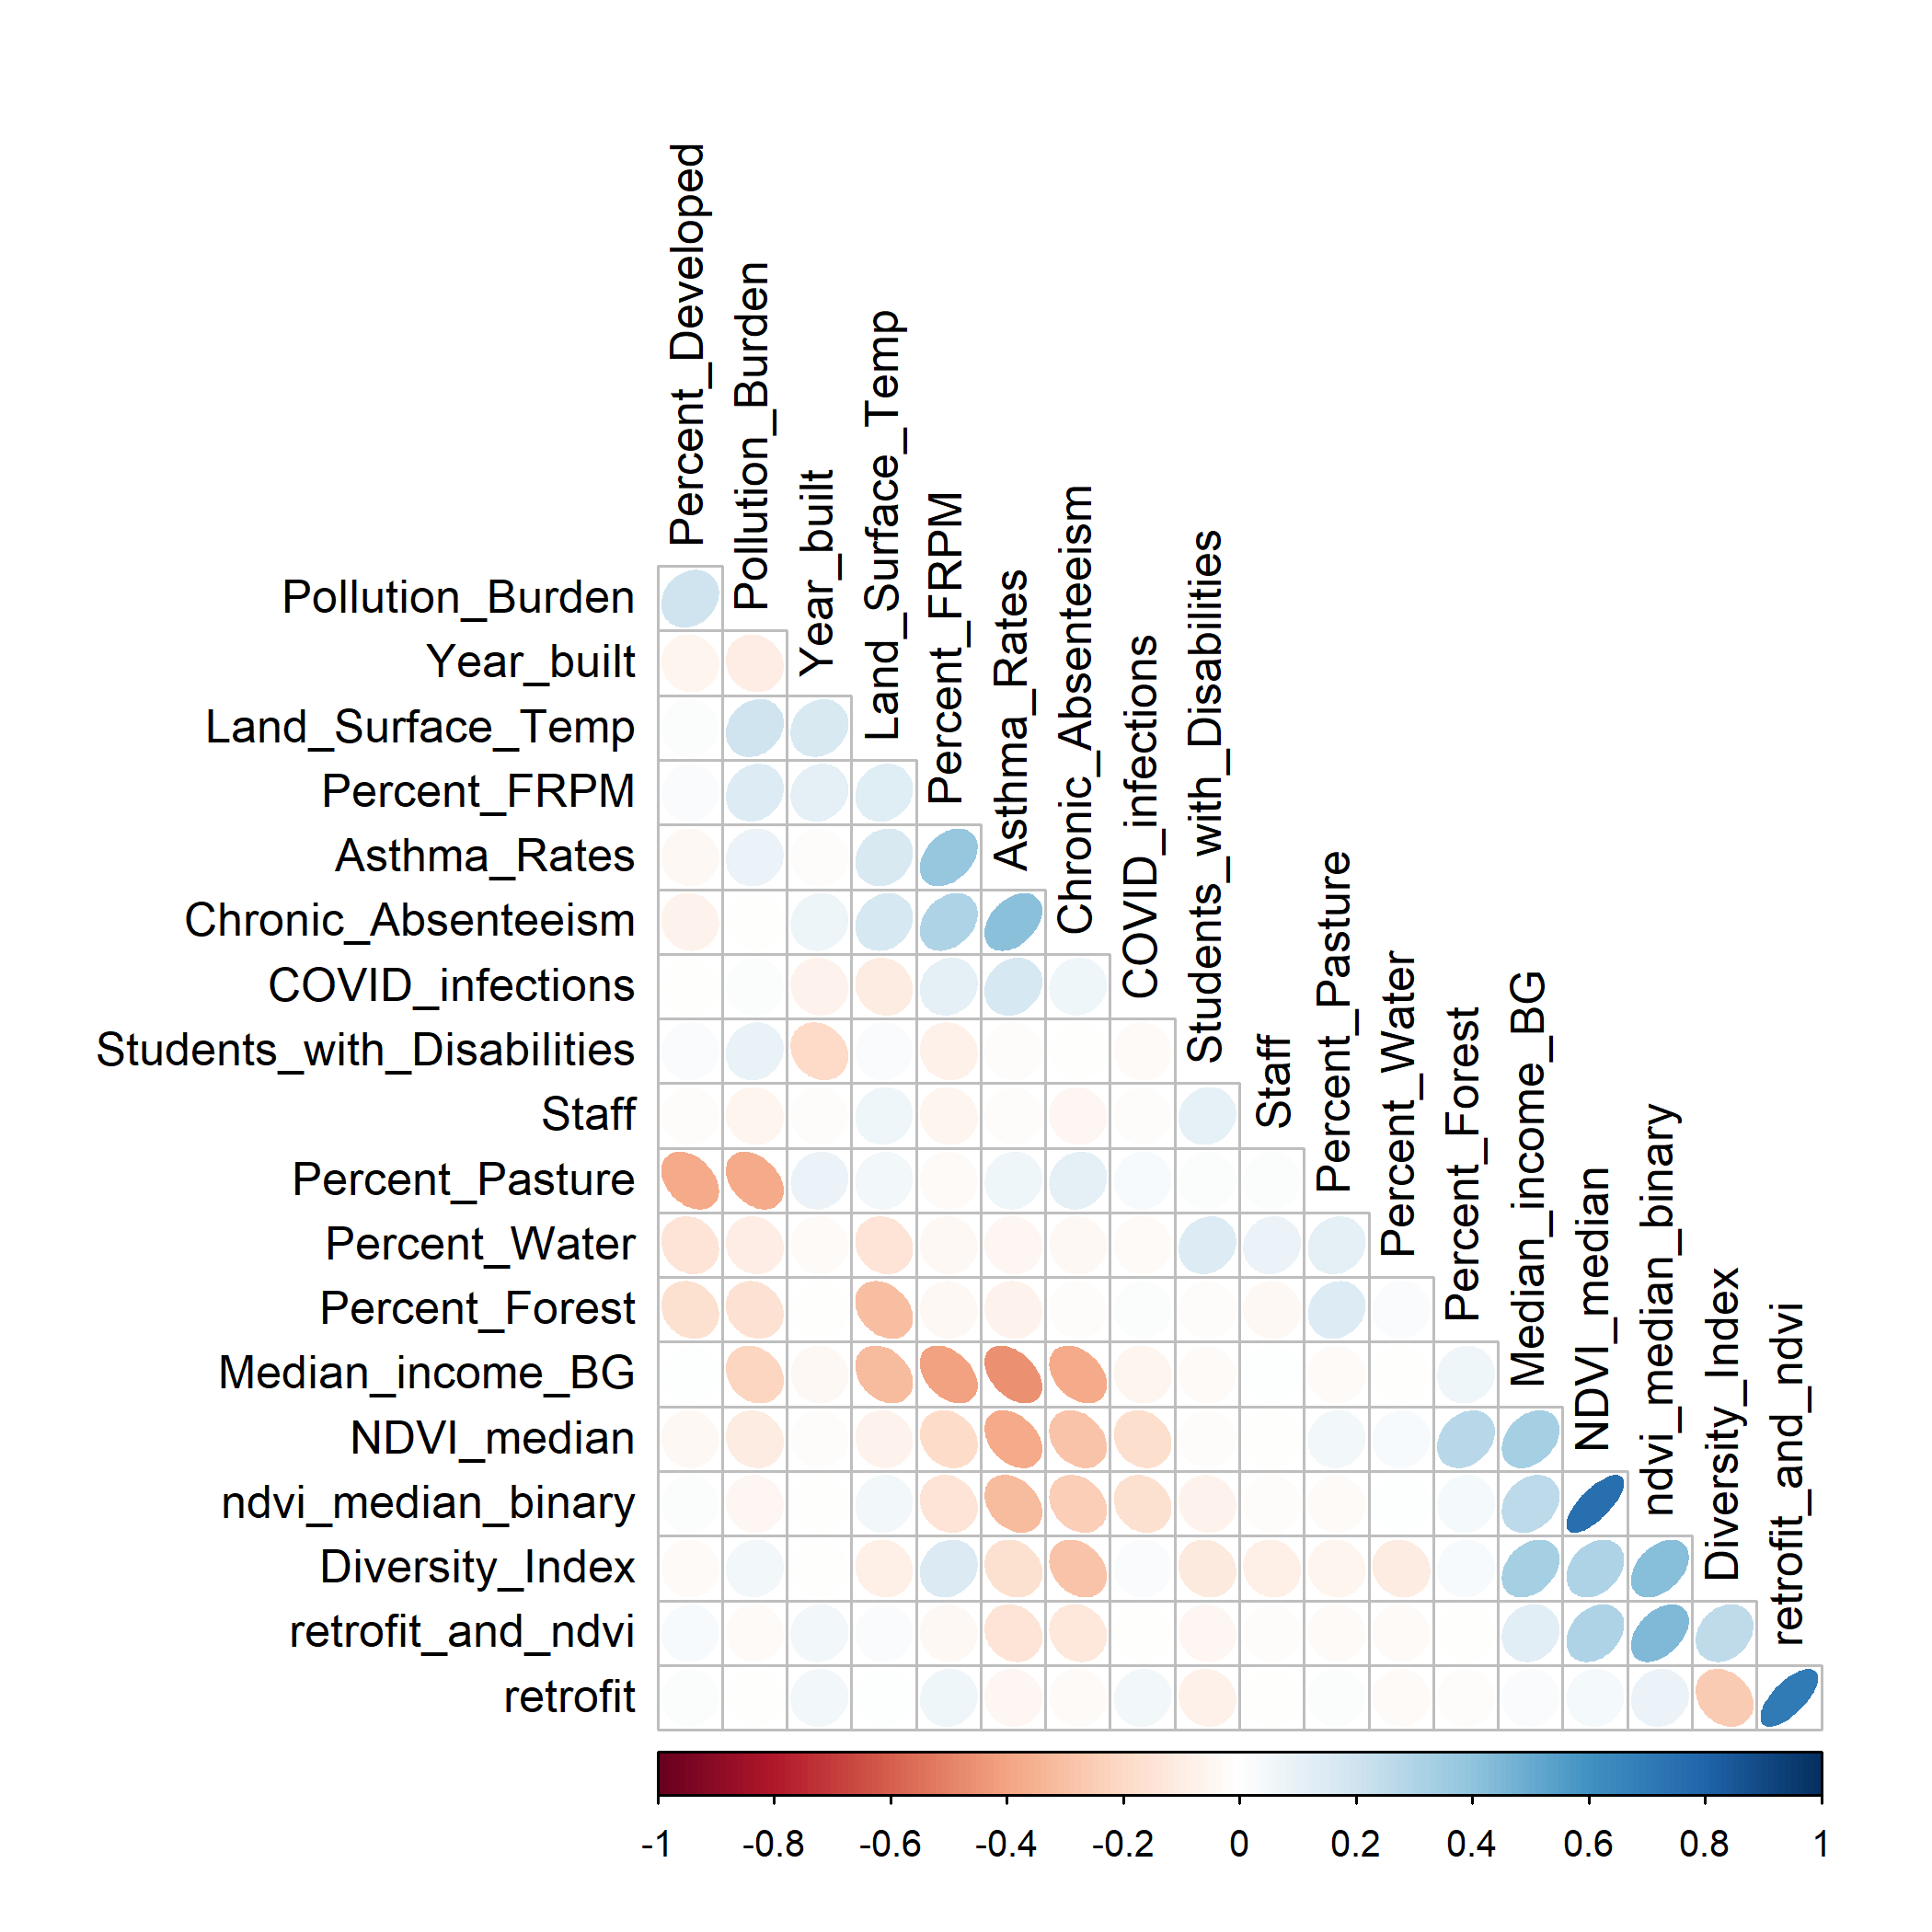 Percent_Developed
Pollution_Burden
Year_built
Land_Surface_Temp
Percent_FRPM
Asthma_Rates
Chronic_Absenteeism
COVID_infections
Students_with_Disabilities
Staff
Percent_Pasture
Percent_Water
Percent_Forest
Median_income_BG
NDVI_median
ndvi_median_binary
Diversity_Index
retrofit_and_ndvi
Pollution_Burden
Year_built
Land_Surface_Temp
Percent_FRPM
Asthma_Rates
Chronic_Absenteeism
COVID_infections
Students_with_Disabilities
Staff
Percent_Pasture
Percent_Water
Percent_Forest
Median_income_BG
NDVI_median
ndvi_median_binary
Diversity_Index
retrofit_and_ndvi
retrofit
-1 -0.8 -0.6 -0.4 -0.2 0 0.2 0.4 0.6 0.8 1